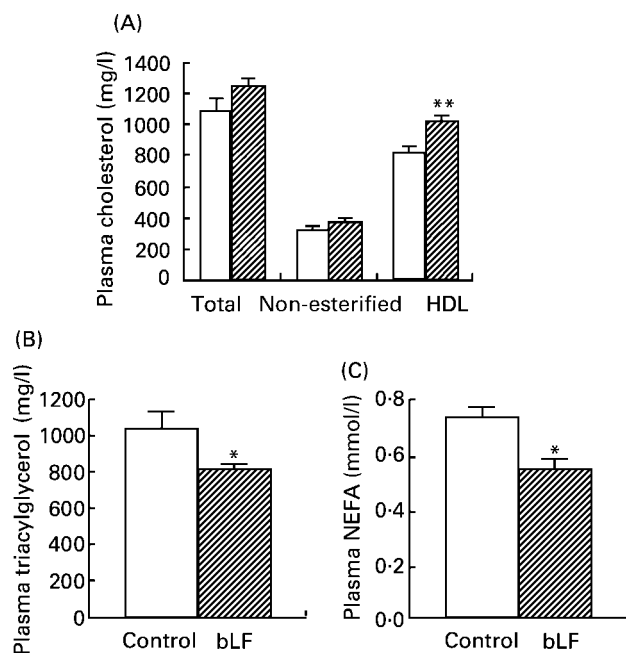 (A)
Plasma cholesterol (mg/l)
1400
1200
1000
800
600
400
200
0
**
Total Non-esterified HDL
(B)
Plasma triacylglycerol (mg/l)
1200
1000
800
600
400
200
0
*
Control bLF
(C)
Plasma NEFA (mmol/l)
0·8
0·6
0·4
0·2
0·0
*
Control bLF